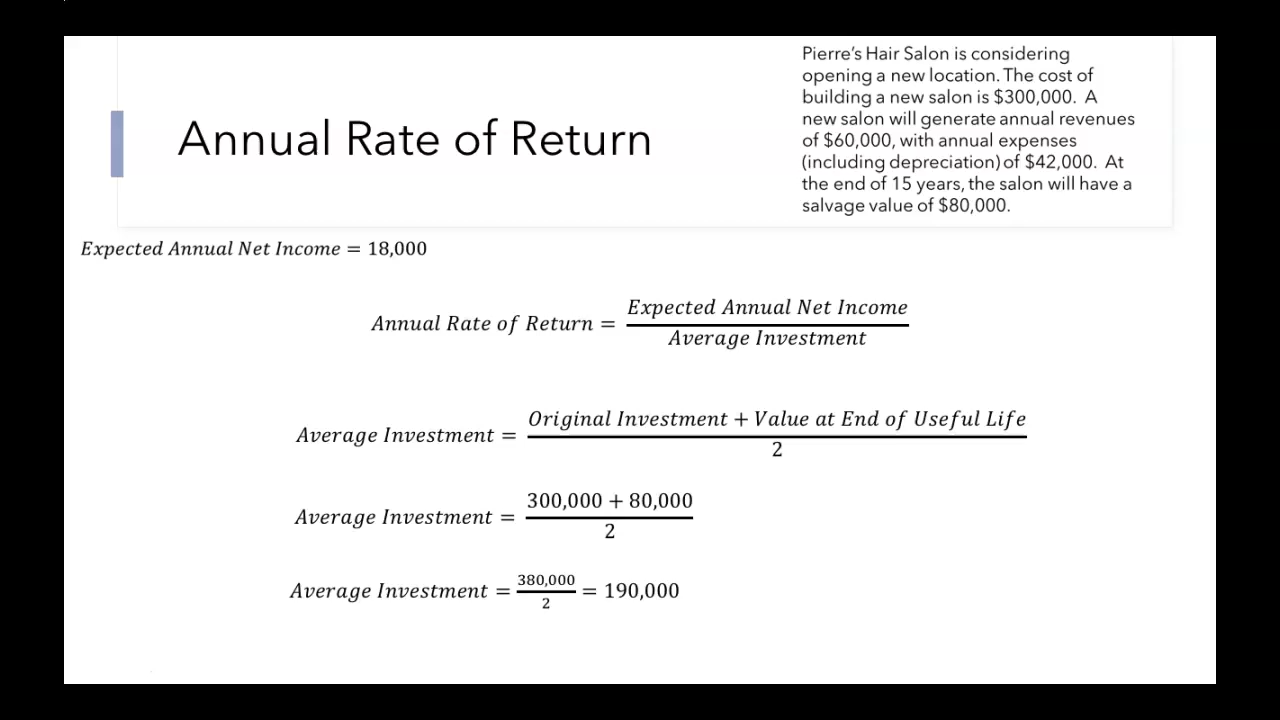 Pierre's Hair Salon is considering
opening a new location. The cost of
building a new salon is $300,000. A
new salon will generate annual revenues
of $60,000, with annual expenses
(including depreciation) of $42,000. At
the end of 15 years, the salon will have a
salvage value of $80,000.
Annual Rate of Return
Expected Annual Net Income = 18,000
Annual Rate of Return = Expected Annual Net Income / Average Investment
Average Investment = Original Investment + Value at End of Useful Life / 2
Average Investment = 300,000 + 80,000 / 2
Average Investment = 380,000 / 2 = 190,000